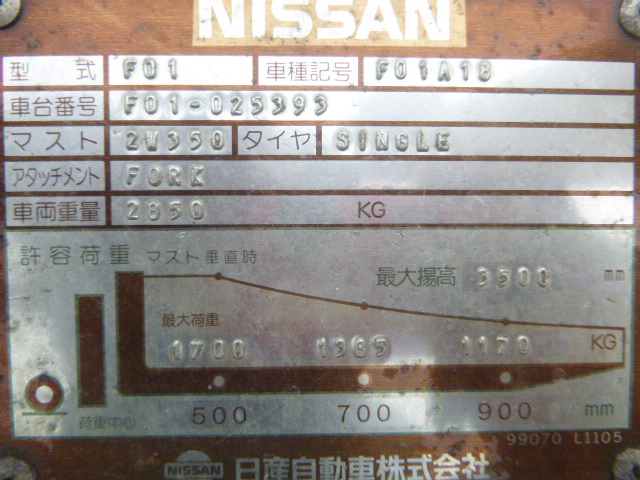 NISSAN
型式 F01 車種記号 F01A18
車台番号 F01-025393
マスト 2W350 タイヤ SINGLE
アタッチメント FORK
車両重量 2850 KG
許容荷重 マスト垂直時 最大揚高 3500 mm
最大荷重
1700 1385 1170 KG
荷重中心 500 700 900 mm
99070 L1105
NISSAN 日産自動車株式会社